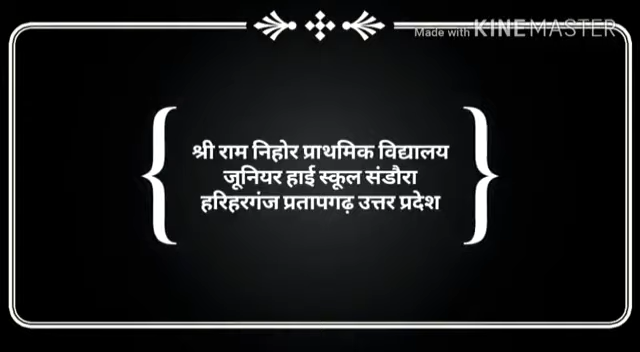 Made with KINEMASTER
श्री राम निहोर प्राथमिक विद्यालय
जूनियर हाई स्कूल संडौरा
हरिहरगंज प्रतापगढ़ उत्तर प्रदेश